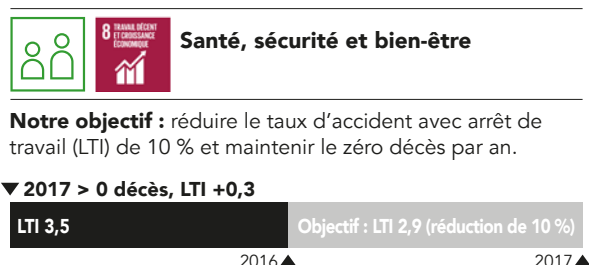 8 TRAVAIL DÉCENT
ET CROISSANCE
ÉCONOMIQUE
Santé, sécurité et bien-être
Notre objectif : réduire le taux d’accident avec arrêt de
travail (LTI) de 10 % et maintenir le zéro décès par an.
▼ 2017 > 0 décès, LTI +0,3
LTI 3,5 Objectif : LTI 2,9 (réduction de 10 %)
2016▲ 2017▲